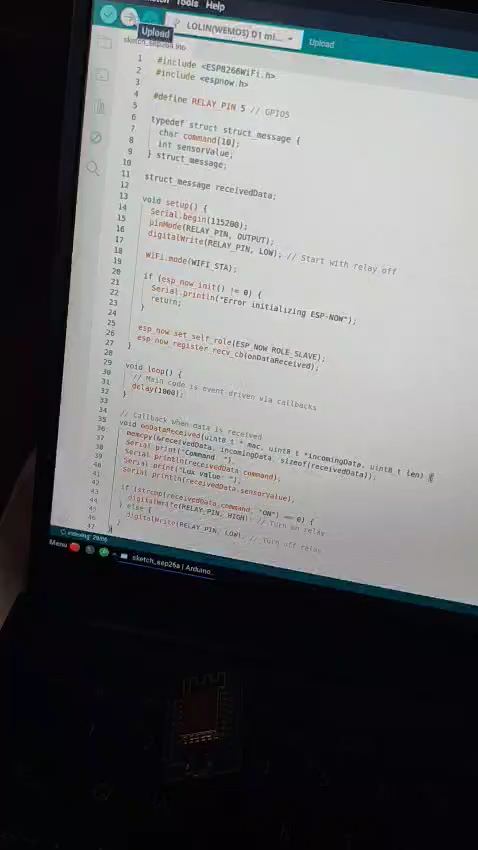 Tools Help
LOLIN(WEMOS) D1 mi...
Upload
Upload
1 #include <ESP8266WiFi.h>
2 #include <espnow.h>
3
4 #define RELAY_PIN 5 // GPIO5
5
6 typedef struct struct_message {
7 char command[10];
8 int sensorValue;
9 } struct_message;
10
11 struct_message receivedData;
12
13 void setup() {
14 Serial.begin(115200);
15 pinMode(RELAY_PIN, OUTPUT);
16 digitalWrite(RELAY_PIN, LOW); // Start with relay off
17
18 WiFi.mode(WIFI_STA);
19
20 if (esp_now_init() != 0) {
21 Serial.println("Error initializing ESP-NOW");
22 return;
23 }
24
25 esp_now_set_self_role(ESP_NOW_ROLE_SLAVE);
26 esp_now_register_recv_cb(onDataReceived);
27 }
28
29 void loop() {
30 // Main code is event driven via callbacks
31 delay(1000);
32 }
33
34 // Callback when data is received
35 void onDataReceived(uint8_t * mac, uint8_t *incomingData, uint8_t len) {
36 memcpy(&receivedData, incomingData, sizeof(receivedData));
37 Serial.print("Command: ");
38 Serial.println(receivedData.command);
39 Serial.print("Lux value: ");
40 Serial.println(receivedData.sensorValue);
41
42 if (strcmp(receivedData.command, "ON") == 0) {
43 digitalWrite(RELAY_PIN, HIGH); // Turn on relay
44 } else {
45 digitalWrite(RELAY_PIN, LOW); // Turn off relay
46 }
47 }
indexing: 29/66
Menu
sketch_sep26a | Arduino...